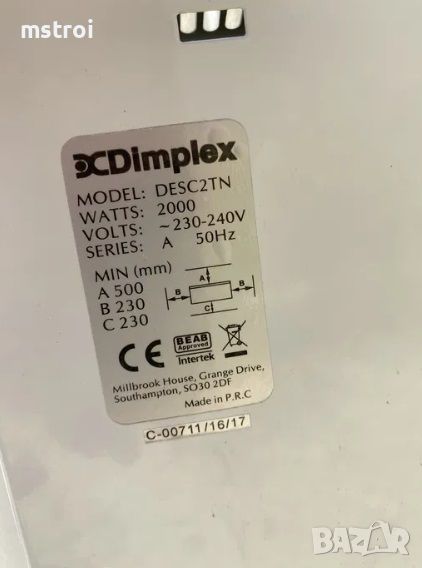 mstroi
Dimplex
MODEL: DESC2TN
WATTS: 2000
VOLTS: ~230-240V
SERIES: A 50Hz
MIN (mm)
A 500
B 230
C 230
A
B B
C
CE
BEAB
Approved
Intertek
Millbrook House, Grange Drive,
Southampton, SO30 2DF
Made in P.R.C
C-00711/16/17
BAZAR